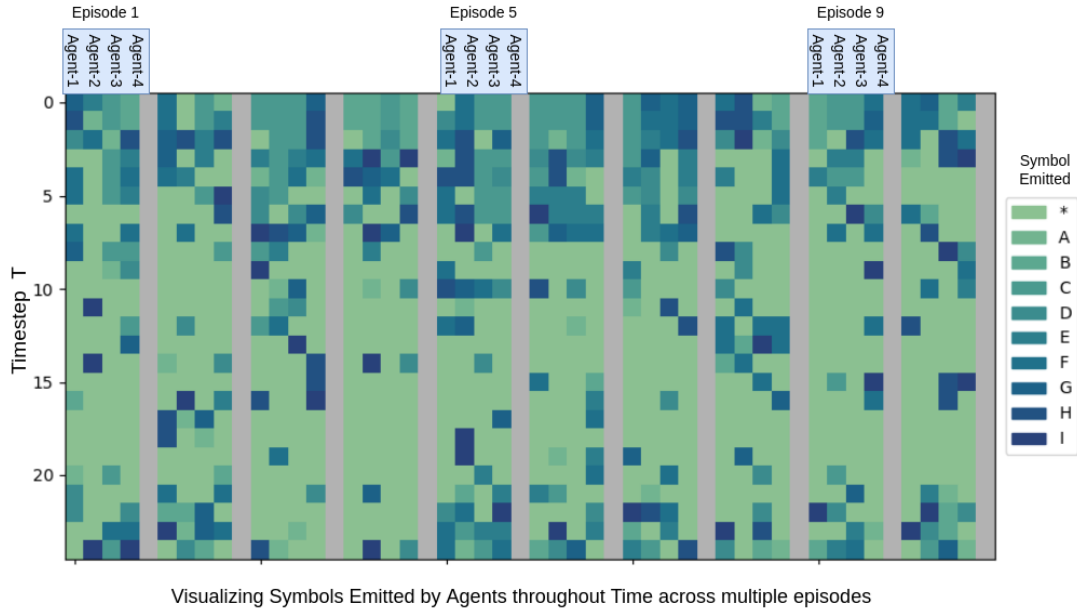 Episode 1
Episode 5
Episode 9
Agent-1
Agent-2
Agent-3
Agent-4
Agent-1
Agent-2
Agent-3
Agent-4
Agent-1
Agent-2
Agent-3
Agent-4
0
5
10
15
20
Timestep T
Symbol
Emitted
*
A
B
C
D
E
F
G
H
I
Visualizing Symbols Emitted by Agents throughout Time across multiple episodes